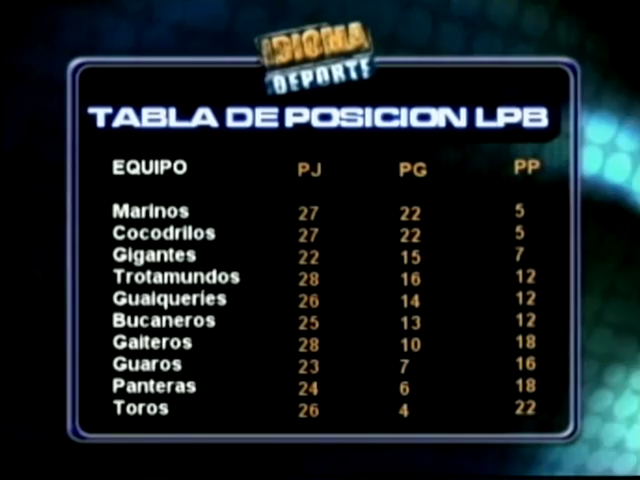 IDIOMA
DEPORTE
TABLA DE POSICION LPB
EQUIPO PJ PG PP
Marinos 27 22 5
Cocodrilos 27 22 5
Gigantes 22 15 7
Trotamundos 28 16 12
Guaiqueries 26 14 12
Bucaneros 25 13 12
Gaiteros 28 10 18
Guaros 23 7 16
Panteras 24 6 18
Toros 26 4 22